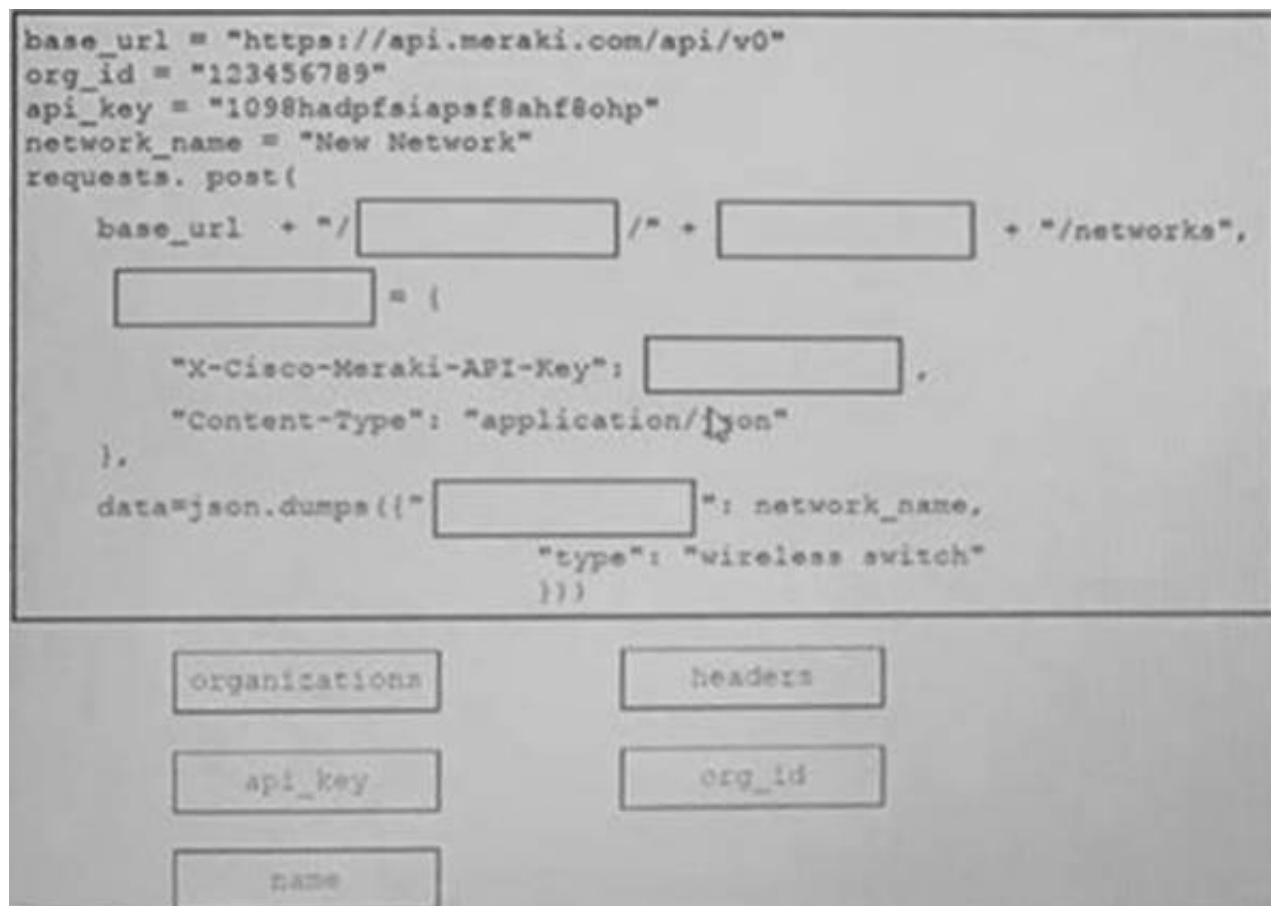 base_url = "https://api.meraki.com/api/v0"
org_id = "123456789"
api_key = "1098hadpfsiapsf8ahf8ohp"
network_name = "New Network"
requests. post(
base_url + "/ /" + + "/networks",
= {
"X-Cisco-Meraki-API-Key": ,
"Content-Type": "application/json"
},
data=json.dumps({" ": network_name,
"type": "wireless switch"
}))
organizations headers
api_key org_id
name